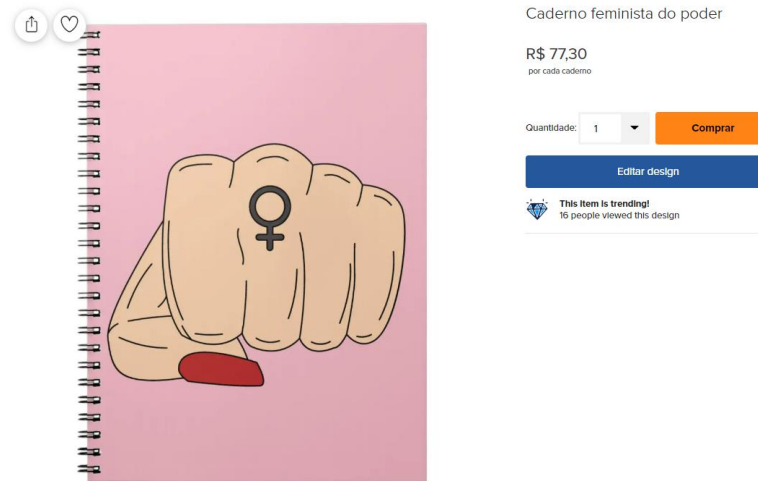 Caderno feminista do poder
R$ 77,30
por cada caderno
Quantidade: 1
Comprar
Editar design
This item is trending!
16 people viewed this design